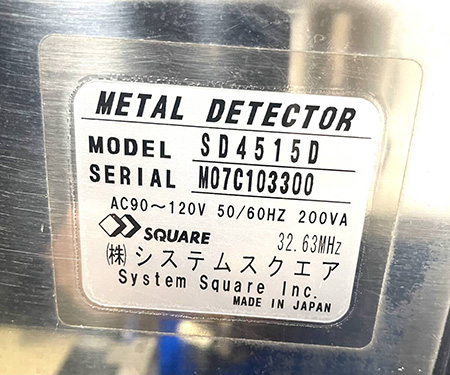 METAL DETECTOR
MODEL SD4515D
SERIAL M07C103300
AC90～120V 50/60HZ 200VA
SQUARE 32.63MHz
㈱システムスクエア
System Square Inc.
MADE IN JAPAN